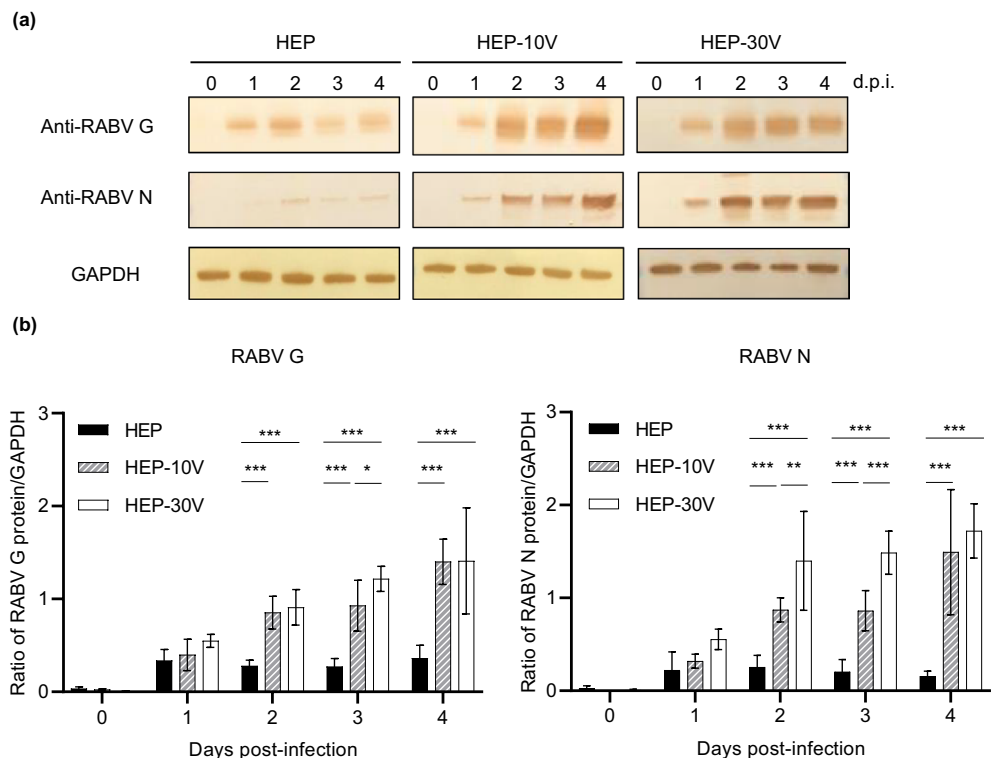 (a)
HEP HEP-10V HEP-30V
0 1 2 3 4 0 1 2 3 4 0 1 2 3 4 d.p.i.
Anti-RABV G
Anti-RABV N
GAPDH
(b)
RABV G
Ratio of RABV G protein/GAPDH
3
2
1
0
HEP
HEP-10V
HEP-30V
*** *** ***
*** *** * ***
0 1 2 3 4
Days post-infection
RABV N
Ratio of RABV N protein/GAPDH
3
2
1
0
HEP
HEP-10V
HEP-30V
*** *** ***
*** ** *** *** ***
0 1 2 3 4
Days post-infection